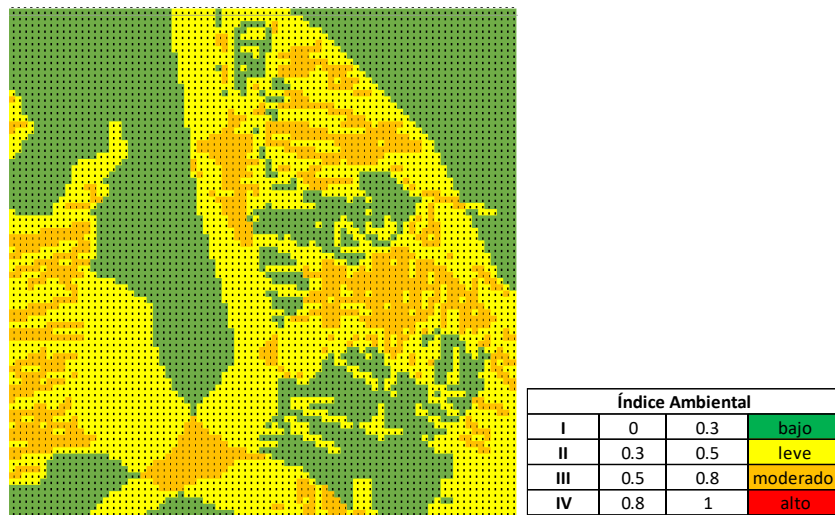 Índice Ambiental
I 0 0.3 bajo
II 0.3 0.5 leve
III 0.5 0.8 moderado
IV 0.8 1 alto